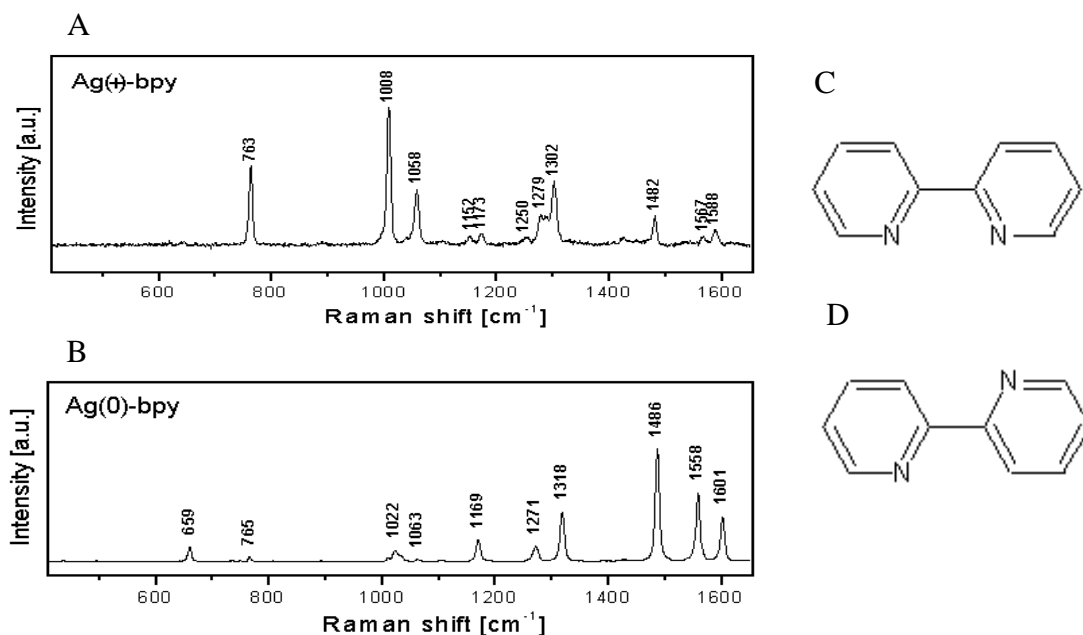 A
Ag(+)-bpy
763
1008
1058
1152
1173
1250
1279
1302
1482
1567
1588
Intensity [a.u.]
600 800 1000 1200 1400 1600
Raman shift [cm⁻¹]
C
N N
B
Ag(0)-bpy
659
765
1022
1063
1169
1271
1318
1486
1558
1601
Intensity [a.u.]
600 800 1000 1200 1400 1600
Raman shift [cm⁻¹]
D
N
N